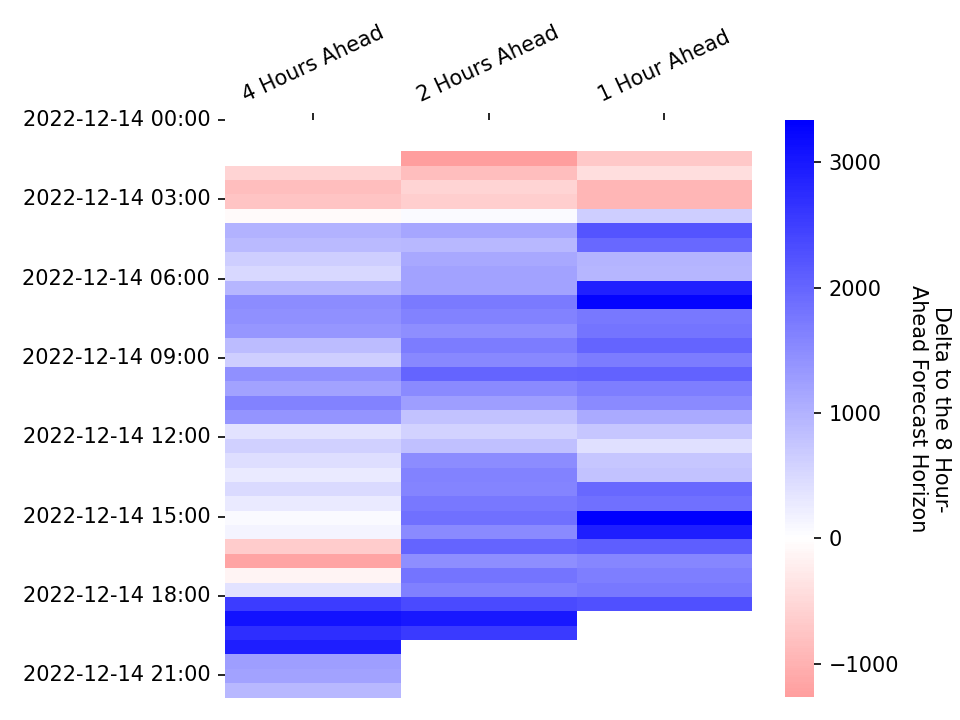 4 Hours Ahead
2 Hours Ahead
1 Hour Ahead
2022-12-14 00:00
2022-12-14 03:00
2022-12-14 06:00
2022-12-14 09:00
2022-12-14 12:00
2022-12-14 15:00
2022-12-14 18:00
2022-12-14 21:00
3000
2000
1000
0
−1000
Delta to the 8 Hour-
Ahead Forecast Horizon